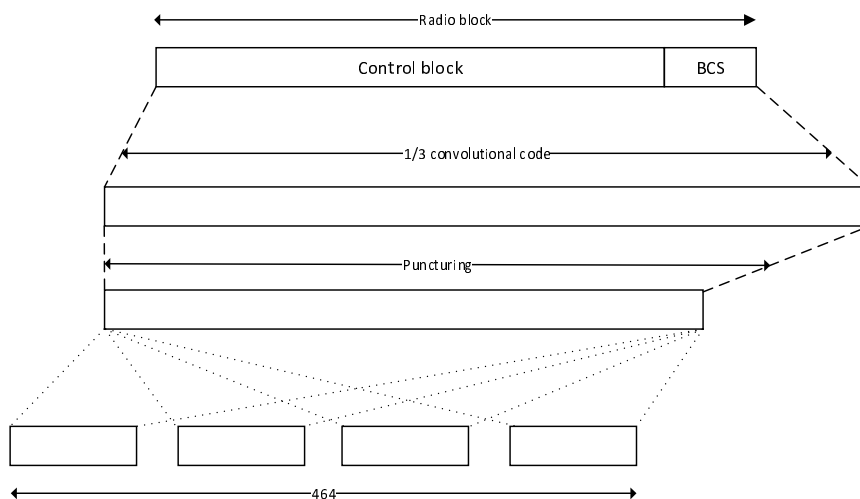 Radio block
Control block
BCS
1/3 convolutional code
Puncturing
464